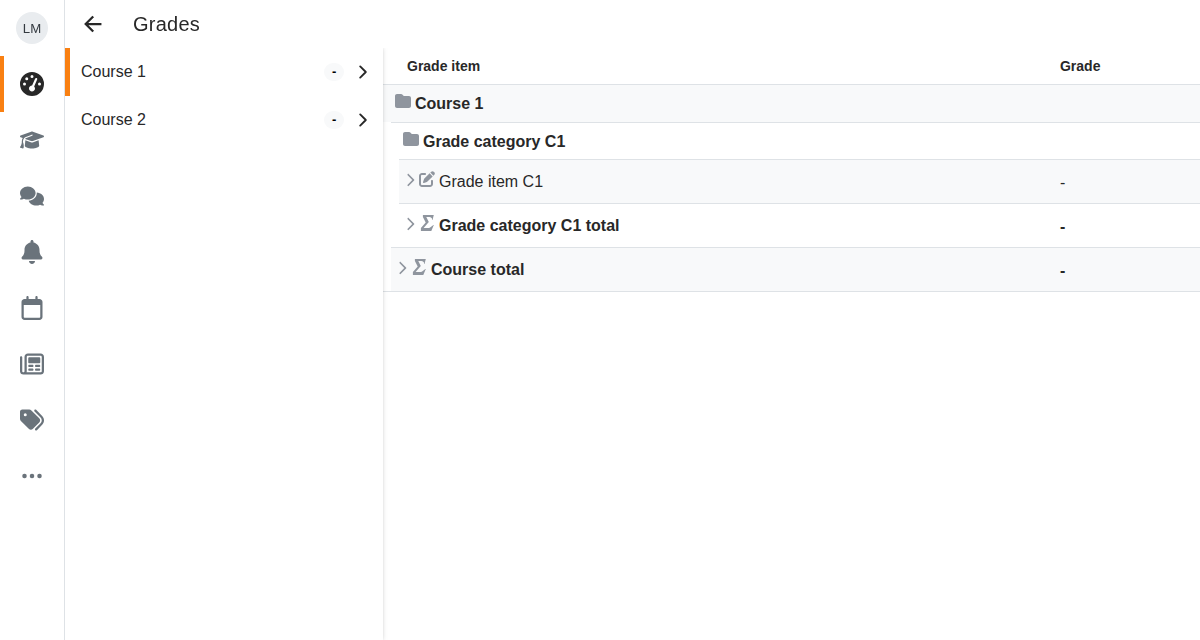 LM
Grades
Course 1 -
Course 2 -
Grade item Grade
Course 1
Grade category C1
Grade item C1 -
Grade category C1 total -
Course total -